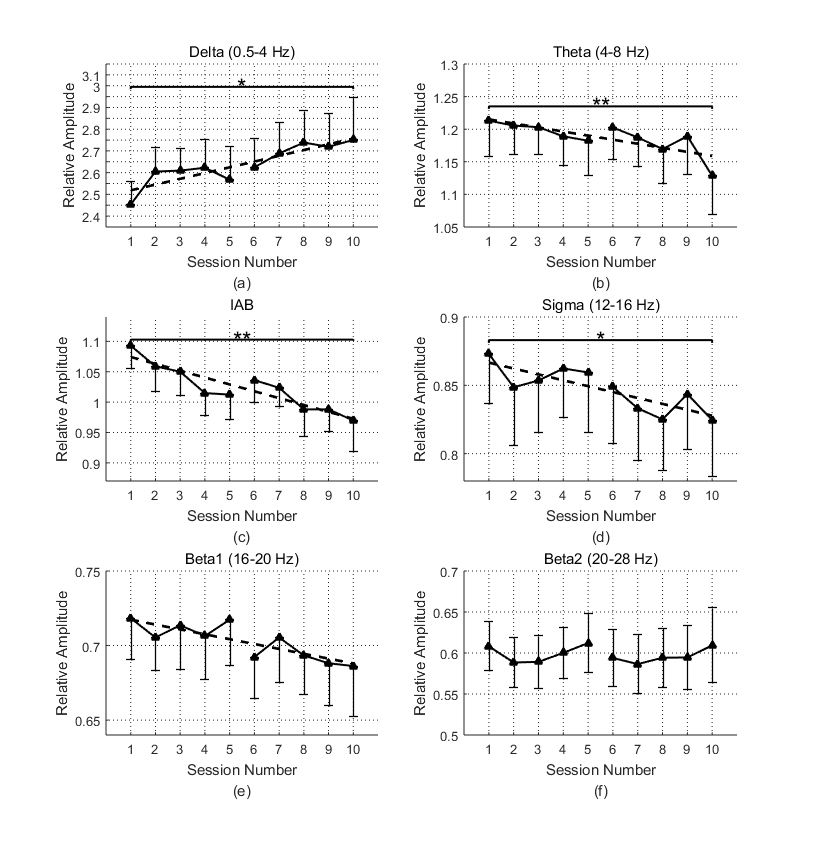 Delta (0.5-4 Hz)
Relative Amplitude
3.1
3
2.9
2.8
2.7
2.6
2.5
2.4
*
1 2 3 4 5 6 7 8 9 10
Session Number
(a)
Theta (4-8 Hz)
Relative Amplitude
1.3
1.25
1.2
1.15
1.1
1.05
**
1 2 3 4 5 6 7 8 9 10
Session Number
(b)
IAB
Relative Amplitude
1.1
1.05
1
0.95
0.9
**
1 2 3 4 5 6 7 8 9 10
Session Number
(c)
Sigma (12-16 Hz)
Relative Amplitude
0.9
0.85
0.8
*
1 2 3 4 5 6 7 8 9 10
Session Number
(d)
Beta1 (16-20 Hz)
Relative Amplitude
0.75
0.7
0.65
1 2 3 4 5 6 7 8 9 10
Session Number
(e)
Beta2 (20-28 Hz)
Relative Amplitude
0.7
0.65
0.6
0.55
0.5
1 2 3 4 5 6 7 8 9 10
Session Number
(f)